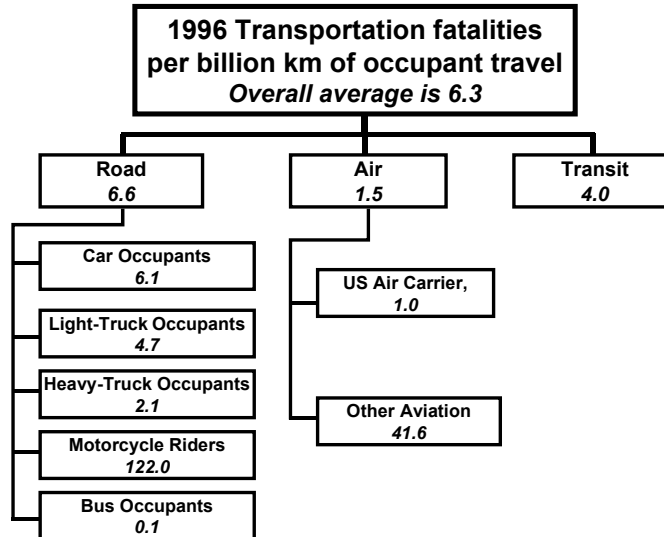 1996 Transportation fatalities
per billion km of occupant travel
Overall average is 6.3
Road
6.6
Air
1.5
Transit
4.0
Car Occupants
6.1
Light-Truck Occupants
4.7
Heavy-Truck Occupants
2.1
Motorcycle Riders
122.0
Bus Occupants
0.1
US Air Carrier,
1.0
Other Aviation
41.6